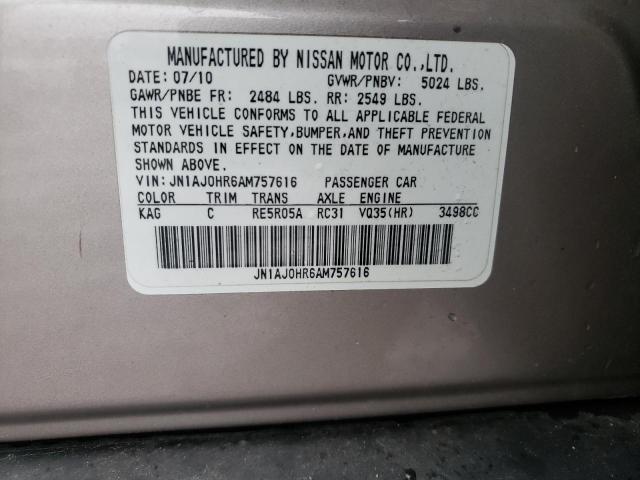 MANUFACTURED BY NISSAN MOTOR CO.,LTD.
DATE: 07/10 GVWR/PNBV: 5024 LBS.
GAWR/PNBE FR: 2484 LBS. RR: 2549 LBS.
THIS VEHICLE CONFORMS TO ALL APPLICABLE FEDERAL
MOTOR VEHICLE SAFETY,BUMPER,AND THEFT PREVENTION
STANDARDS IN EFFECT ON THE DATE OF MANUFACTURE
SHOWN ABOVE.
VIN: JN1AJ0HR6AM757616 PASSENGER CAR
COLOR TRIM TRANS AXLE ENGINE
KAG C RE5R05A RC31 VQ35(HR) 3498CC
JN1AJ0HR6AM757616